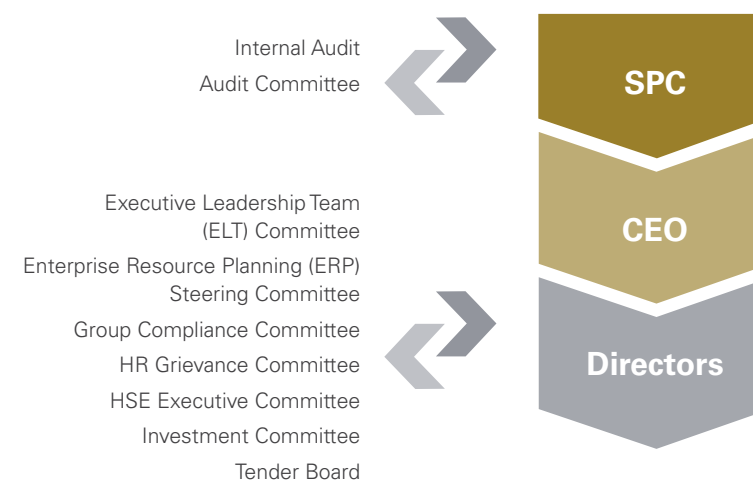 Internal Audit
Audit Committee
SPC
Executive Leadership Team
(ELT) Committee
CEO
Enterprise Resource Planning (ERP)
Steering Committee
Group Compliance Committee
HR Grievance Committee
Directors
HSE Executive Committee
Investment Committee
Tender Board